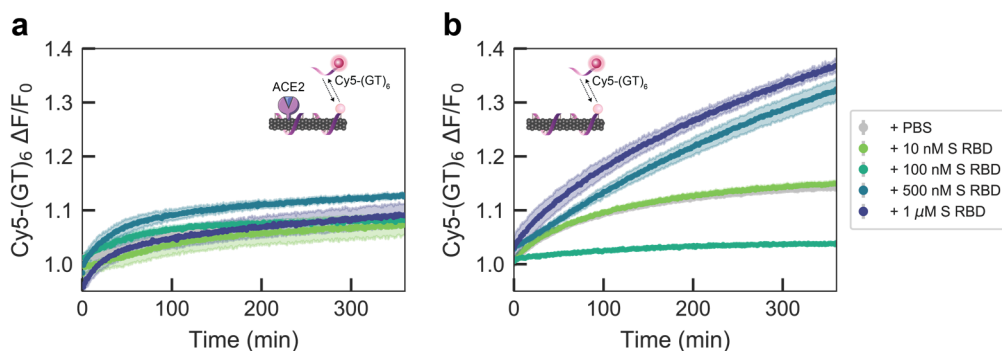 a
b
1.4
1.3
1.2
1.1
1.0
Cy5-(GT)₆ ΔF/F₀
0
100
200
300
Time (min)
ACE2
Cy5-(GT)₆
1.4
1.3
1.2
1.1
1.0
Cy5-(GT)₆ ΔF/F₀
0
100
200
300
Time (min)
Cy5-(GT)₆
+ PBS
+ 10 nM S RBD
+ 100 nM S RBD
+ 500 nM S RBD
+ 1 μM S RBD